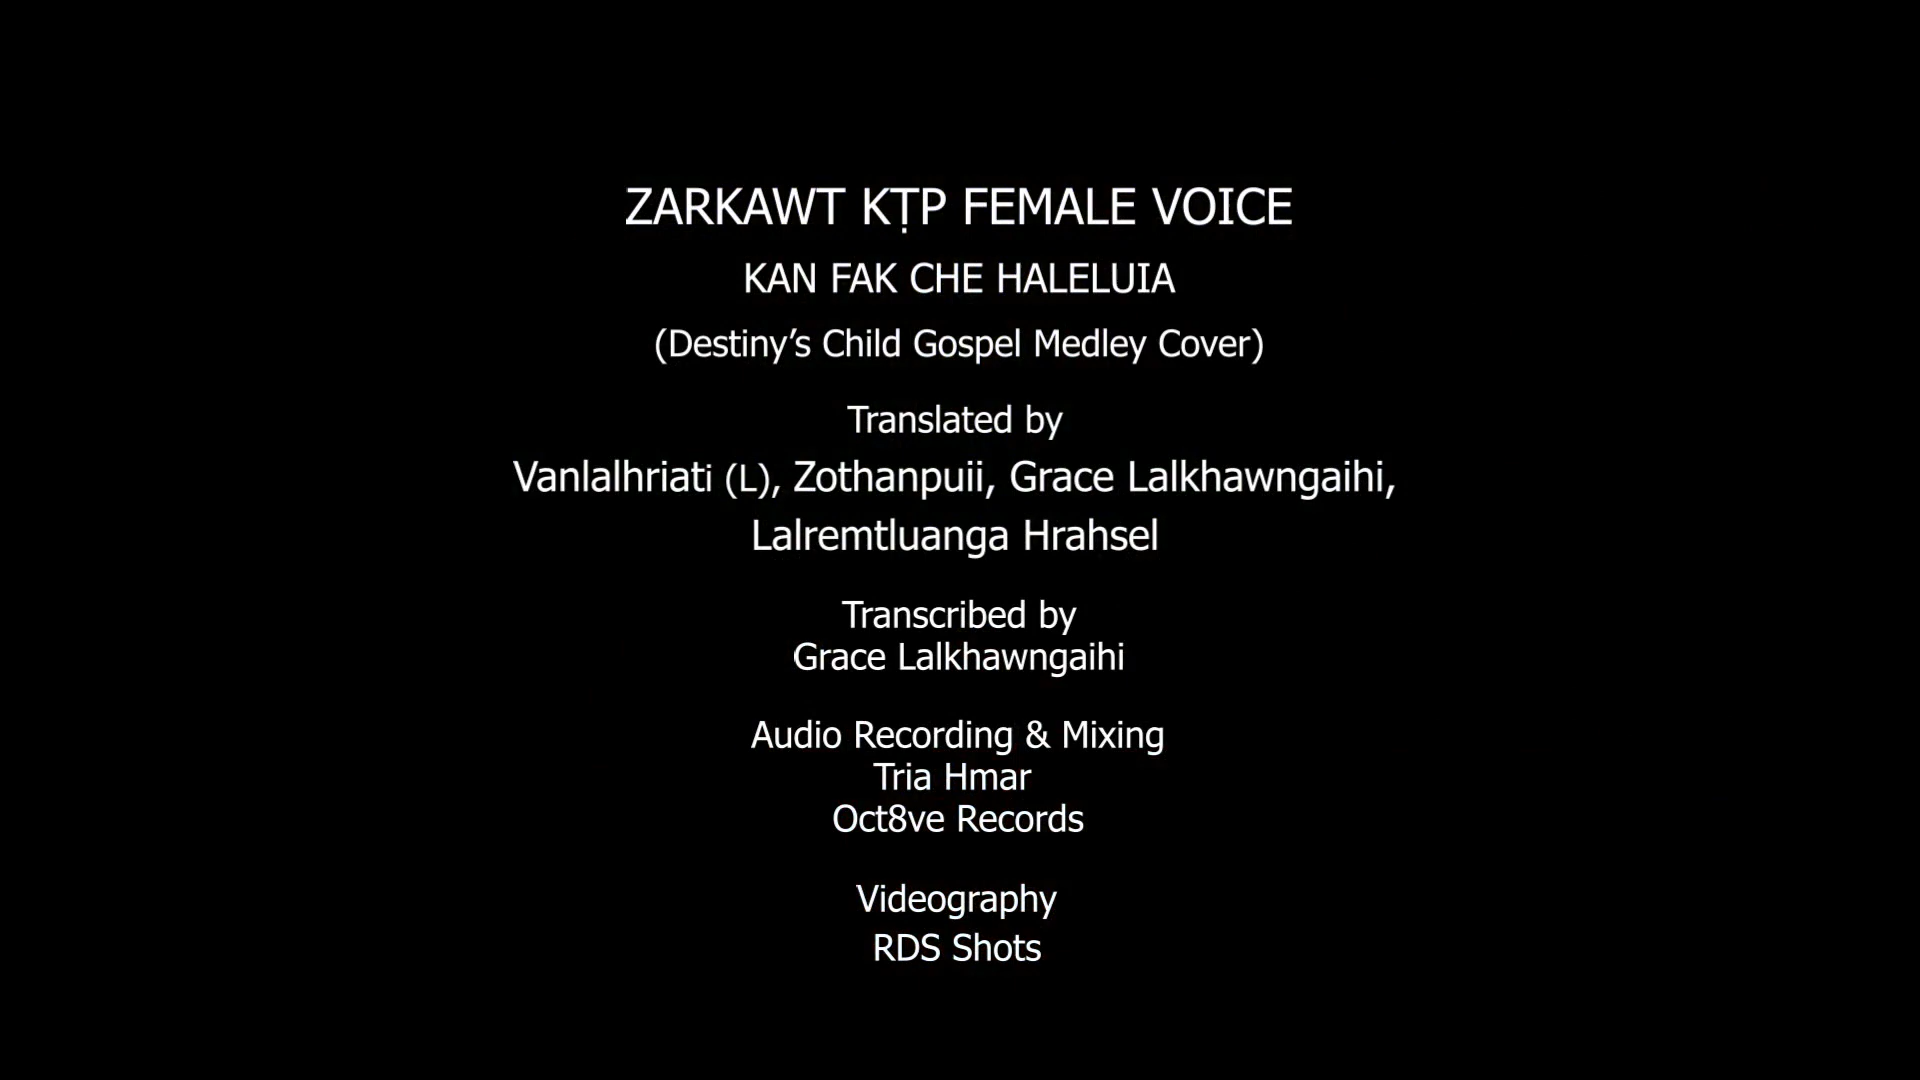 ZARKAWT KṬP FEMALE VOICE
KAN FAK CHE HALELUIA
(Destiny’s Child Gospel Medley Cover)
Translated by
Vanlalhriati (L), Zothanpuii, Grace Lalkhawngaihi,
Lalremtluanga Hrahsel
Transcribed by
Grace Lalkhawngaihi
Audio Recording & Mixing
Tria Hmar
Oct8ve Records
Videography
RDS Shots